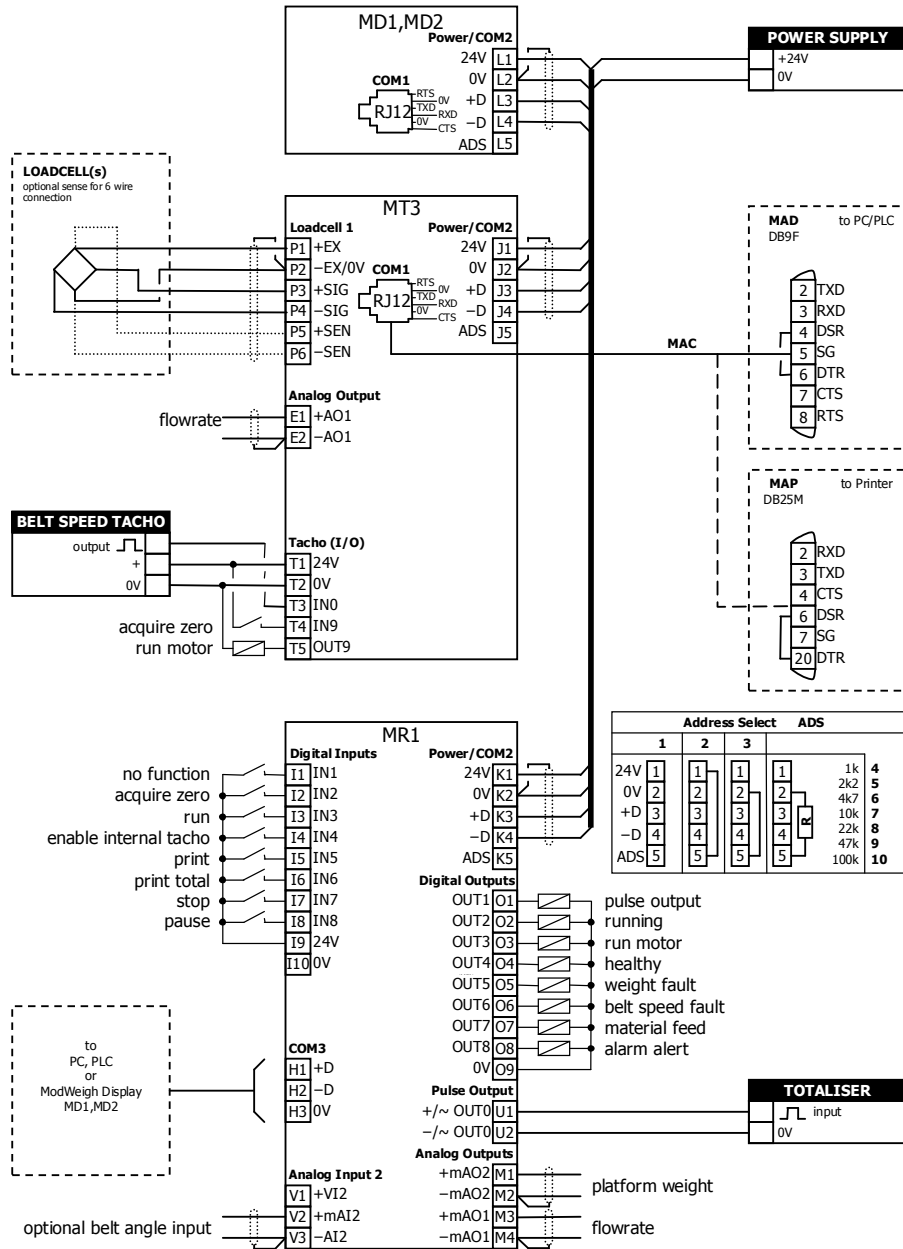 MD1,MD2
Power/COM2
24V L1
0V L2
+D L3
−D L4
ADS L5
COM1
RJ12
RTS
0V
TXD
RXD
0V
CTS
POWER SUPPLY
+24V
0V
LOADCELL(s)
optional sense for 6 wire
connection
MT3
Loadcell 1
P1 +EX
P2 −EX/0V
P3 +SIG
P4 −SIG
P5 +SEN
P6 −SEN
COM1
RJ12
RTS
0V
TXD
RXD
0V
CTS
Power/COM2
24V J1
0V J2
+D J3
−D J4
ADS J5
MAC
Analog Output
flowrate
E1 +AO1
E2 −AO1
MAD to PC/PLC
DB9F
2 TXD
3 RXD
4 DSR
5 SG
6 DTR
7 CTS
8 RTS
MAP to Printer
DB25M
2 RXD
3 TXD
4 CTS
6 DSR
7 SG
20 DTR
BELT SPEED TACHO
output
+
0V
Tacho (I/O)
T1 24V
T2 0V
T3 IN0
acquire zero T4 IN9
run motor T5 OUT9
MR1
Digital Inputs
no function I1 IN1
acquire zero I2 IN2
run I3 IN3
enable internal tacho I4 IN4
print I5 IN5
print total I6 IN6
stop I7 IN7
pause I8 IN8
I9 24V
I10 0V
Power/COM2
24V K1
0V K2
+D K3
−D K4
ADS K5
Address Select ADS
1 2 3
24V 1 1 1 1 1k 4
0V 2 2 2 2 2k2 5
+D 3 3 3 3 4k7 6
R
10k 7
−D 4 4 4 4 22k 8
47k 9
ADS 5 5 5 5 100k 10
Digital Outputs
OUT1 O1 pulse output
OUT2 O2 running
OUT3 O3 run motor
OUT4 O4 healthy
OUT5 O5 weight fault
OUT6 O6 belt speed fault
OUT7 O7 material feed
OUT8 O8 alarm alert
0V O9
to
PC, PLC
or
ModWeigh Display
MD1,MD2
COM3
H1 +D
H2 −D
H3 0V
Pulse Output
+/~ OUT0 U1
−/~ OUT0 U2
TOTALISER
input
0V
Analog Outputs
+mAO2 M1
−mAO2 M2
platform weight
+mAO1 M3
−mAO1 M4
flowrate
Analog Input 2
V1 +VI2
V2 +mAI2
V3 −AI2
optional belt angle input